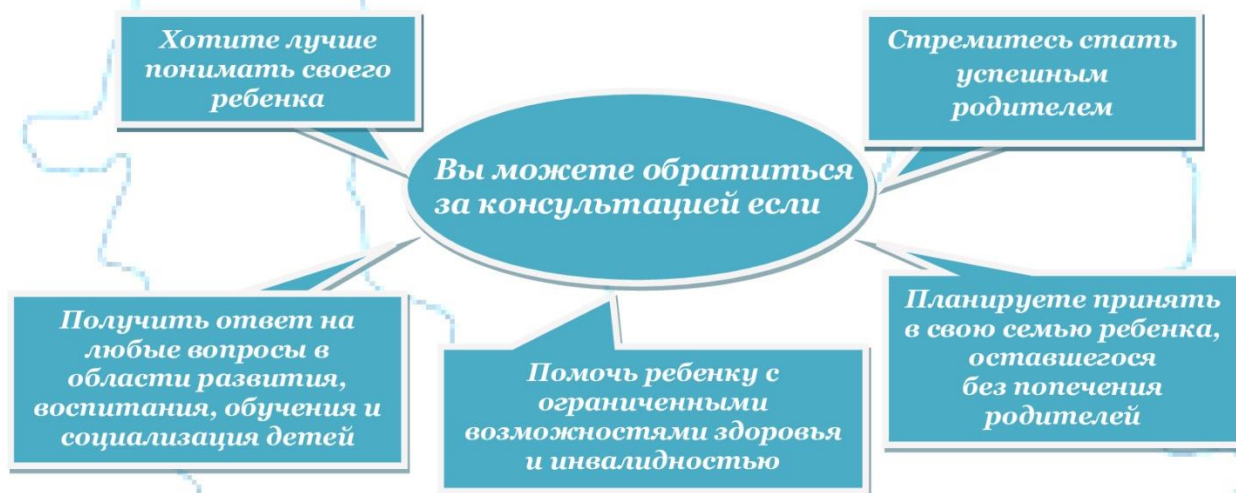 Хотите лучше
понимать своего
ребенка
Стремитесь стать
успешным
родителем
Вы можете обратиться
за консультацией если
Получить ответ на
любые вопросы в
области развития,
воспитания, обучения и
социализация детей
Помочь ребенку с
ограниченными
возможностями здоровья
и инвалидностью
Планируете принять
в свою семью ребенка,
оставшегося
без попечения
родителей